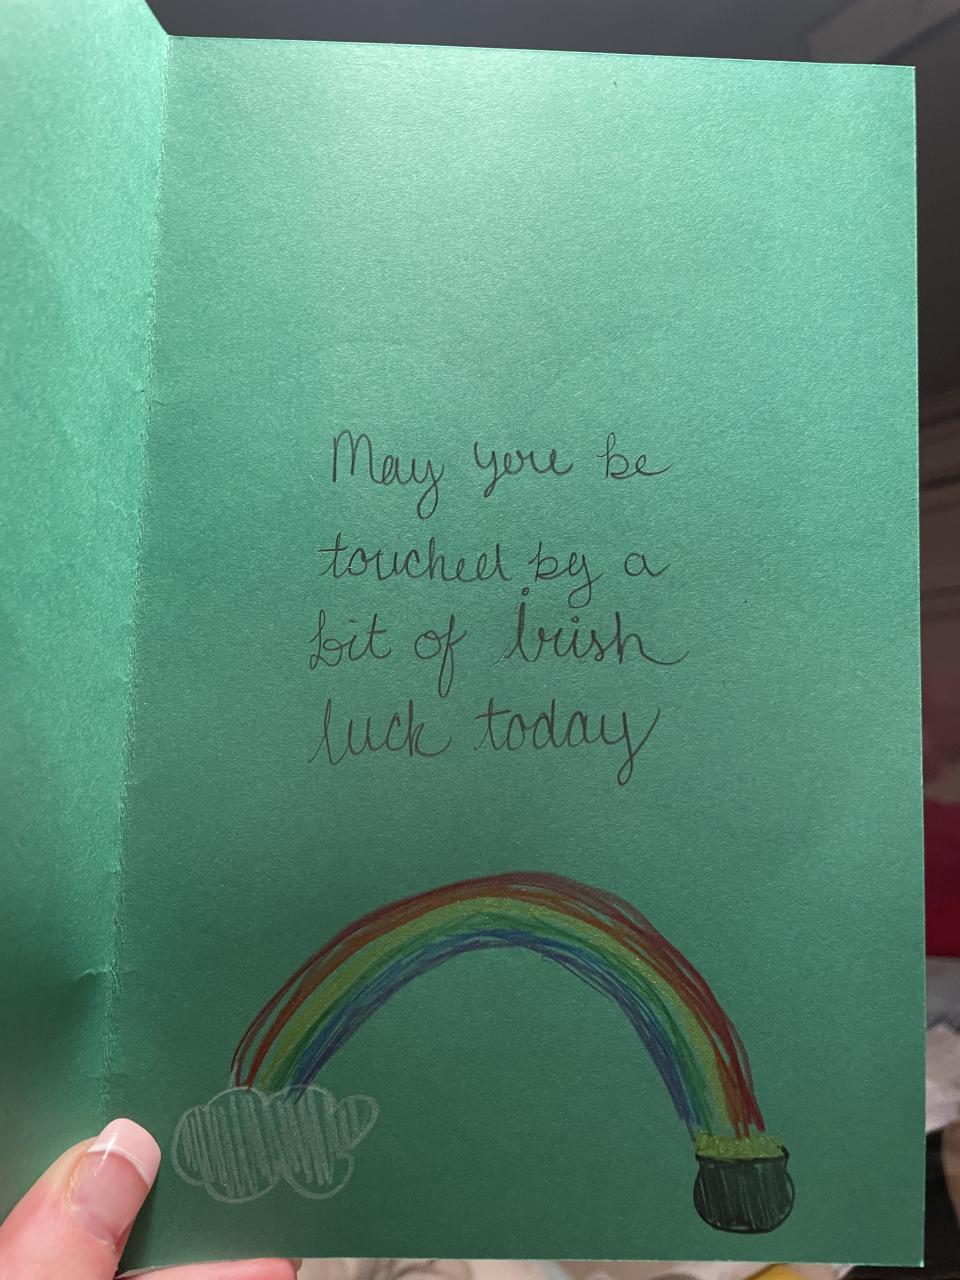 May you be
touched by a
bit of Irish
luck today